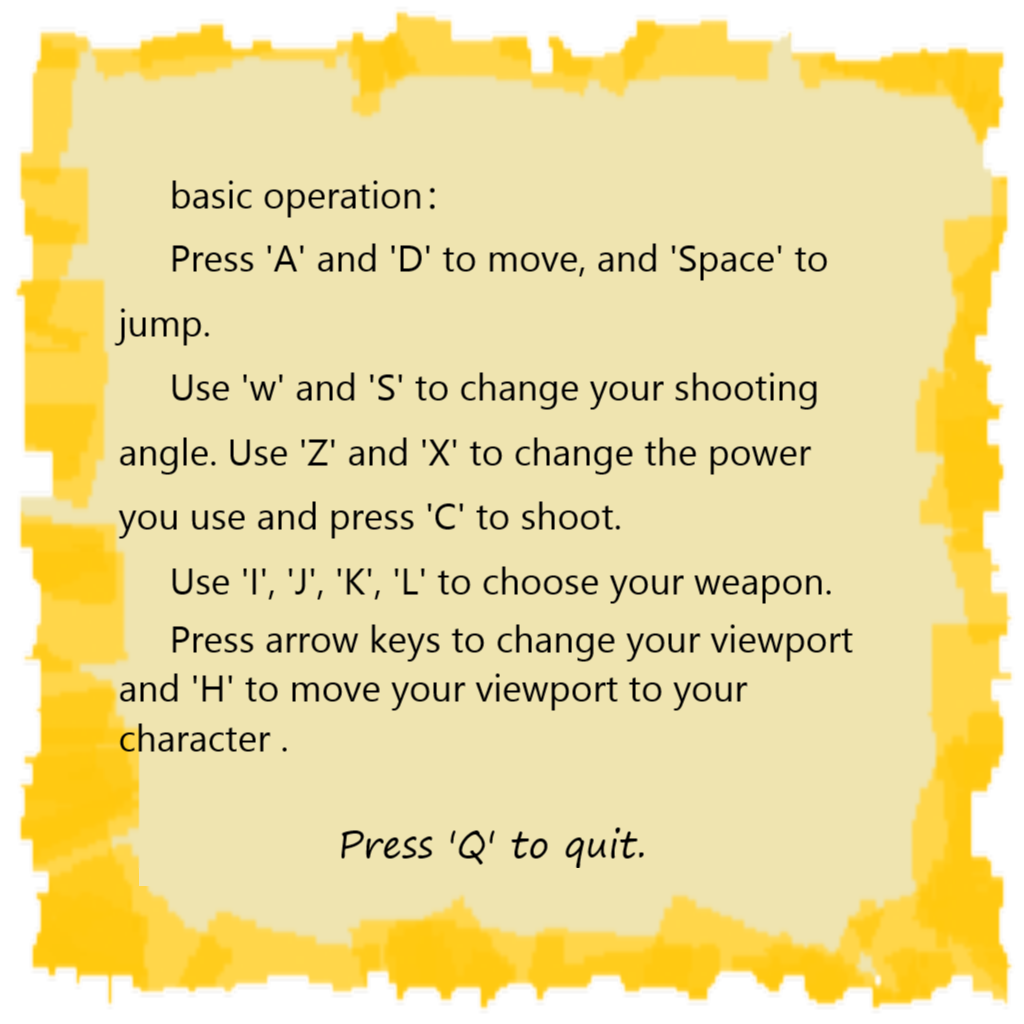 basic operation：
Press 'A' and 'D' to move, and 'Space' to
jump.
Use 'w' and 'S' to change your shooting
angle. Use 'Z' and 'X' to change the power
you use and press 'C' to shoot.
Use 'I', 'J', 'K', 'L' to choose your weapon.
Press arrow keys to change your viewport
and 'H' to move your viewport to your
character .
Press 'Q' to quit.